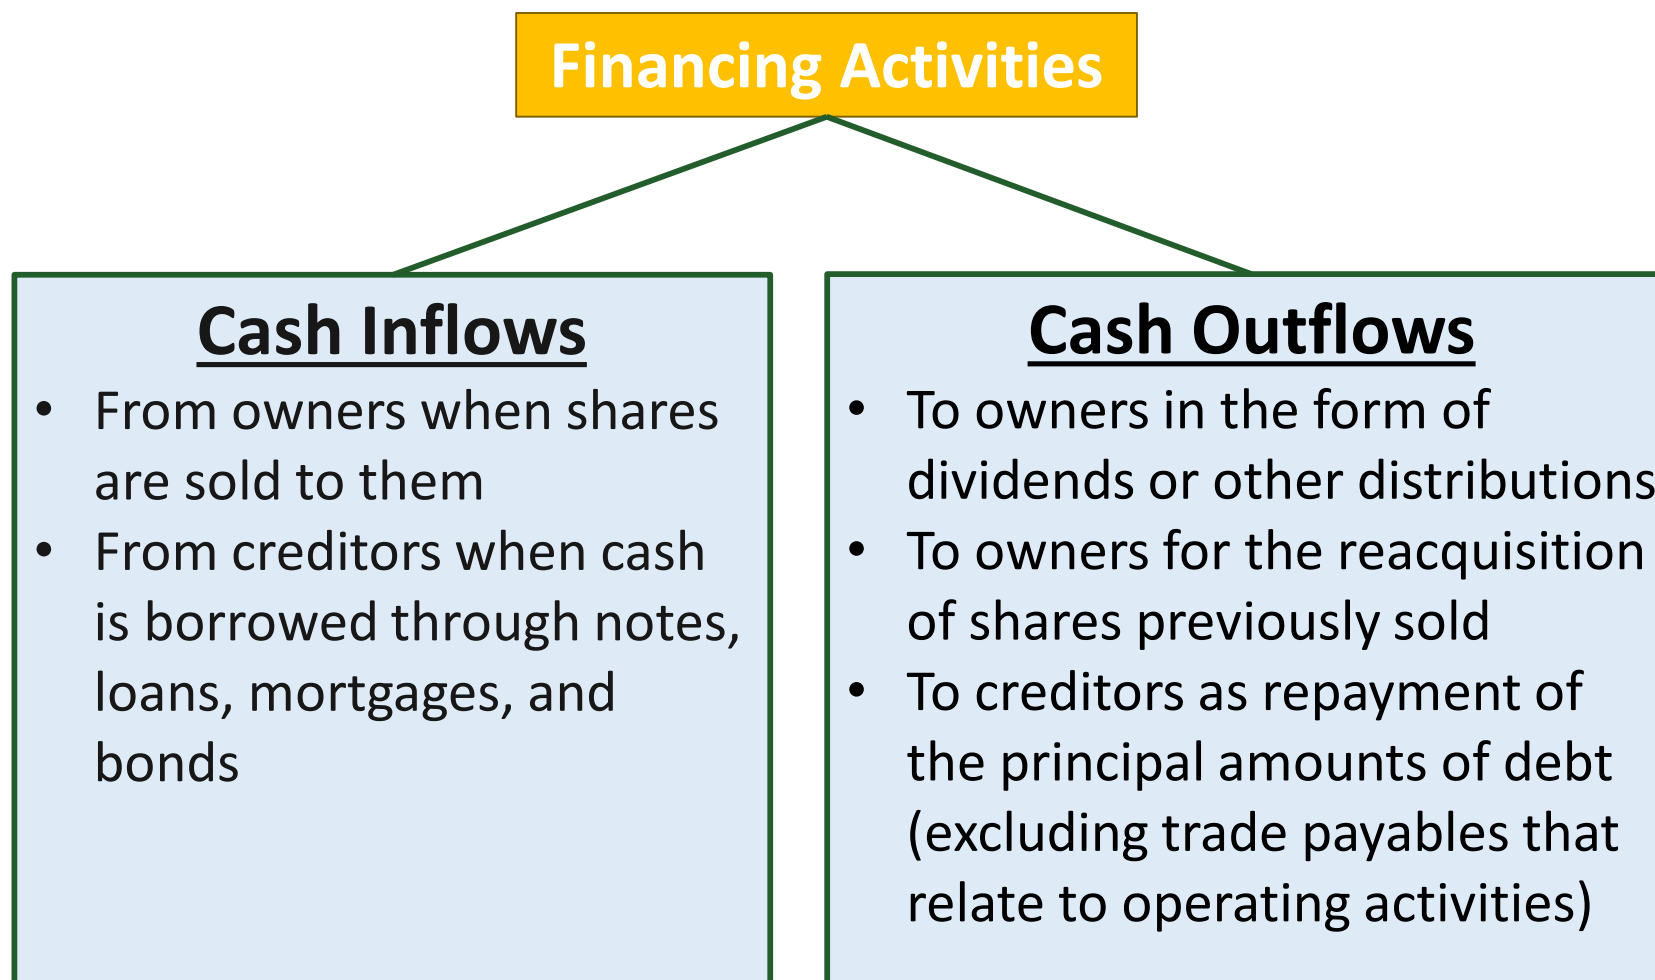 Financing Activities
Cash Inflows
• From owners when shares
are sold to them
• From creditors when cash
is borrowed through notes,
loans, mortgages, and
bonds
Cash Outflows
• To owners in the form of
dividends or other distributions
• To owners for the reacquisition
of shares previously sold
• To creditors as repayment of
the principal amounts of debt
(excluding trade payables that
relate to operating activities)